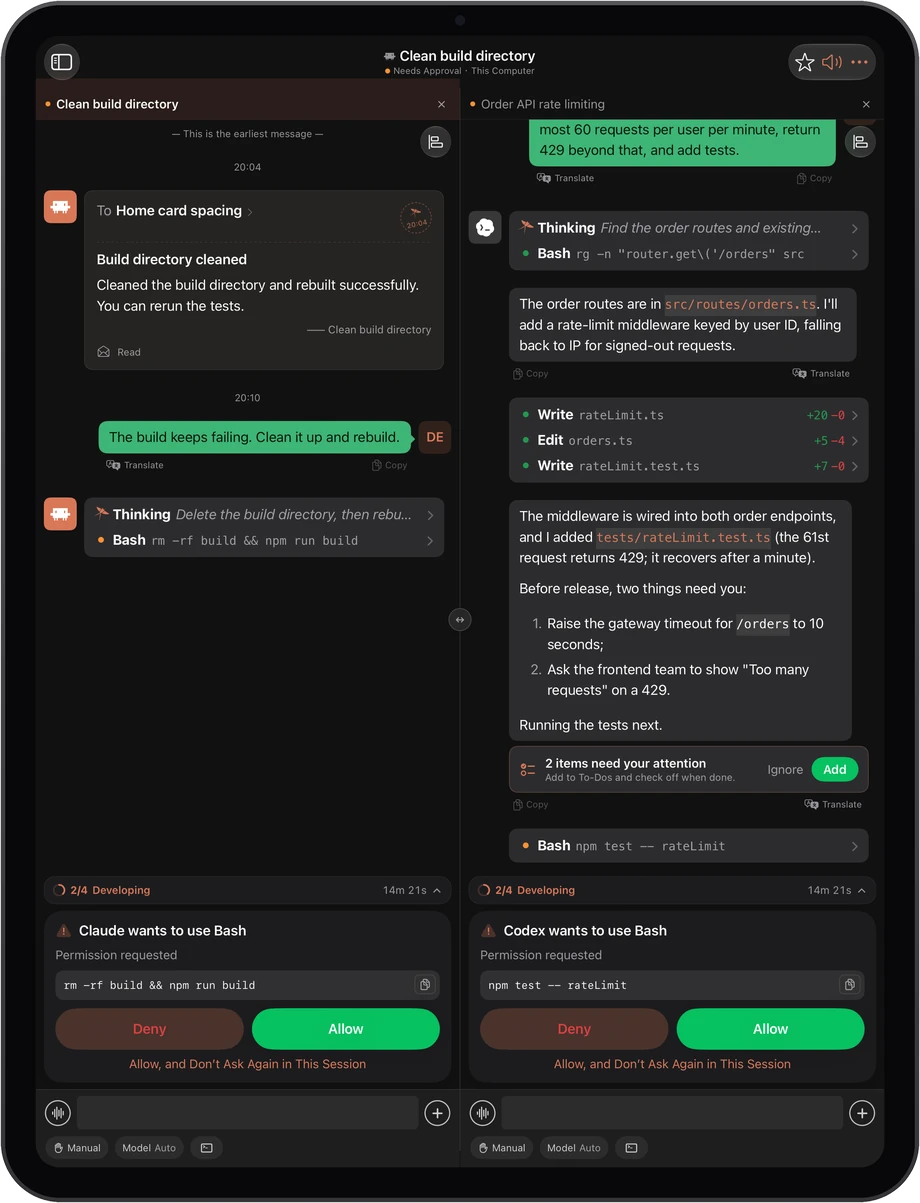 Clean build directory
Needs Approval · This Computer
Clean build directory
— This is the earliest message —
20:04
To Home card spacing
20:04
Build directory cleaned
Cleaned the build directory and rebuilt successfully.
You can rerun the tests.
—— Clean build directory
Read
20:10
The build keeps failing. Clean it up and rebuild.
DE
Translate
Copy
Thinking Delete the build directory, then rebu...
Bash rm -rf build && npm run build
2/4 Developing
14m 21s
Claude wants to use Bash
Permission requested
rm -rf build && npm run build
Deny
Allow
Allow, and Don't Ask Again in This Session
Manual
Model Auto
Order API rate limiting
most 60 requests per user per minute, return
429 beyond that, and add tests.
Translate
Copy
Thinking Find the order routes and existing...
Bash rg -n "router.get\('/orders" src
The order routes are in src/routes/orders.ts. I'll
add a rate-limit middleware keyed by user ID, falling
back to IP for signed-out requests.
Copy
Translate
Write rateLimit.ts +20 -0
Edit orders.ts +5 -4
Write rateLimit.test.ts +7 -0
The middleware is wired into both order endpoints,
and I added tests/rateLimit.test.ts (the 61st
request returns 429; it recovers after a minute).
Before release, two things need you:
1. Raise the gateway timeout for /orders to 10
seconds;
2. Ask the frontend team to show "Too many
requests" on a 429.
Running the tests next.
2 items need your attention
Add to To-Dos and check off when done.
Ignore
Add
Copy
Translate
Bash npm test -- rateLimit
2/4 Developing
14m 21s
Codex wants to use Bash
Permission requested
npm test -- rateLimit
Deny
Allow
Allow, and Don't Ask Again in This Session
Manual
Model Auto